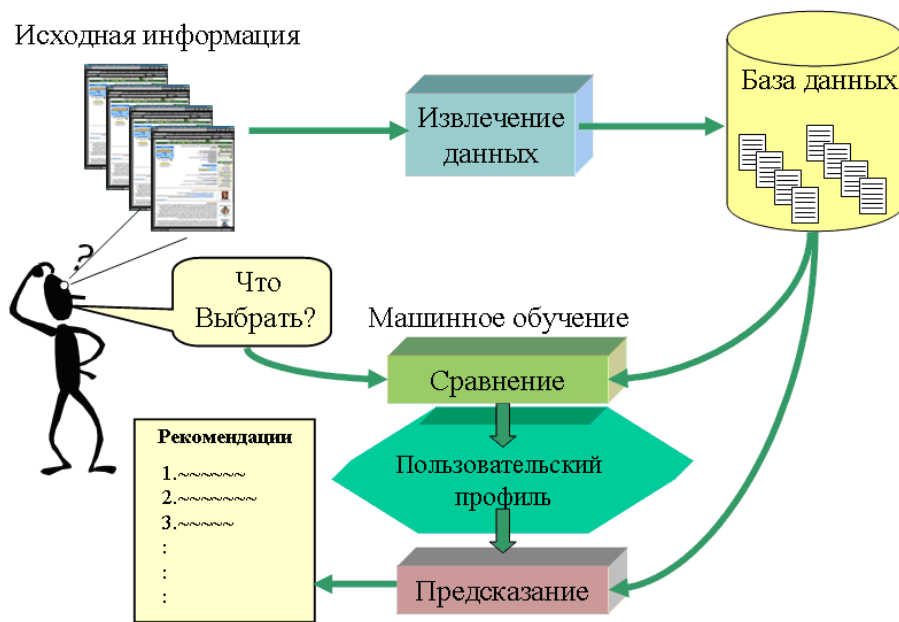 Исходная информация
Извлечение
данных
База данных
?
Что
Выбрать?
Машинное обучение
Сравнение
Пользовательский
профиль
Предсказание
Рекомендации
1.~~~~~~
2.~~~~~~~
3.~~~~~
:
:
: